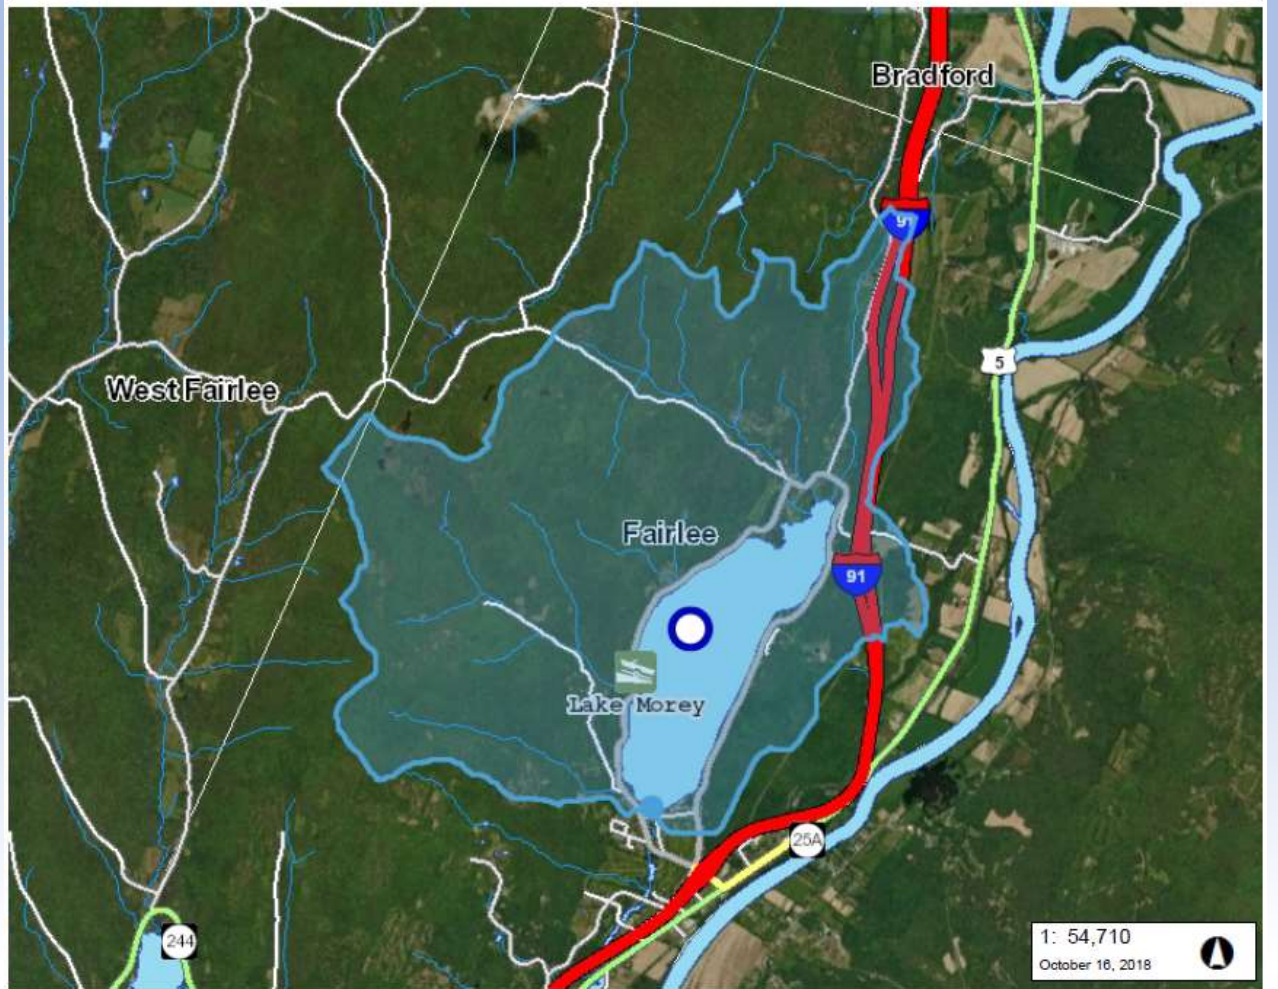 Bradford
91
5
West Fairlee
Fairlee
91
Lake Morey
25A
244
1: 54,710
October 16, 2018